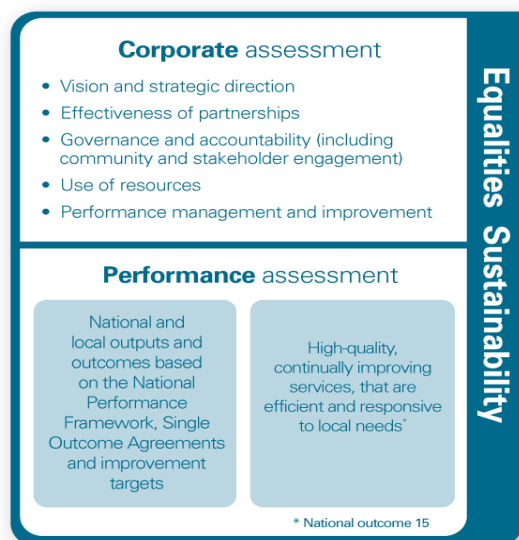 Corporate assessment
• Vision and strategic direction
• Effectiveness of partnerships
• Governance and accountability (including
community and stakeholder engagement)
• Use of resources
• Performance management and improvement
Performance assessment
National and
local outputs and
outcomes based
on the National
Performance
Framework, Single
Outcome Agreements
and improvement
targets
High-quality,
continually improving
services, that are
efficient and responsive
to local needs*
* National outcome 15
Equalities Sustainability